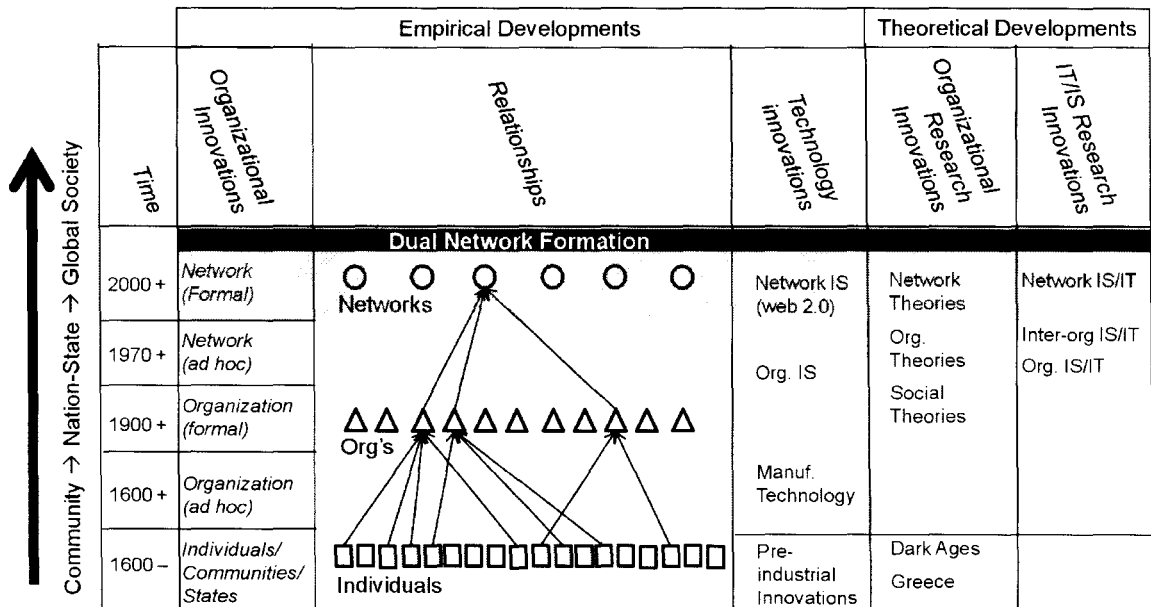 Empirical Developments
Theoretical Developments
Time
Organizational
Innovations
Relationships
Technology
innovations
Organizational
Research
Innovations
IT/IS Research
Innovations
Community → Nation-State → Global Society
Dual Network Formation
2000 +
Network
(Formal)
Networks
Network IS
(web 2.0)
Network
Theories
Network IS/IT
1970 +
Network
(ad hoc)
Org. IS
Org.
Theories
Inter-org IS/IT
Org. IS/IT
1900 +
Organization
(formal)
Org's
Social
Theories
1600 +
Organization
(ad hoc)
Manuf.
Technology
1600 –
Individuals/
Communities/
States
Individuals
Pre-
industrial
Innovations
Dark Ages
Greece